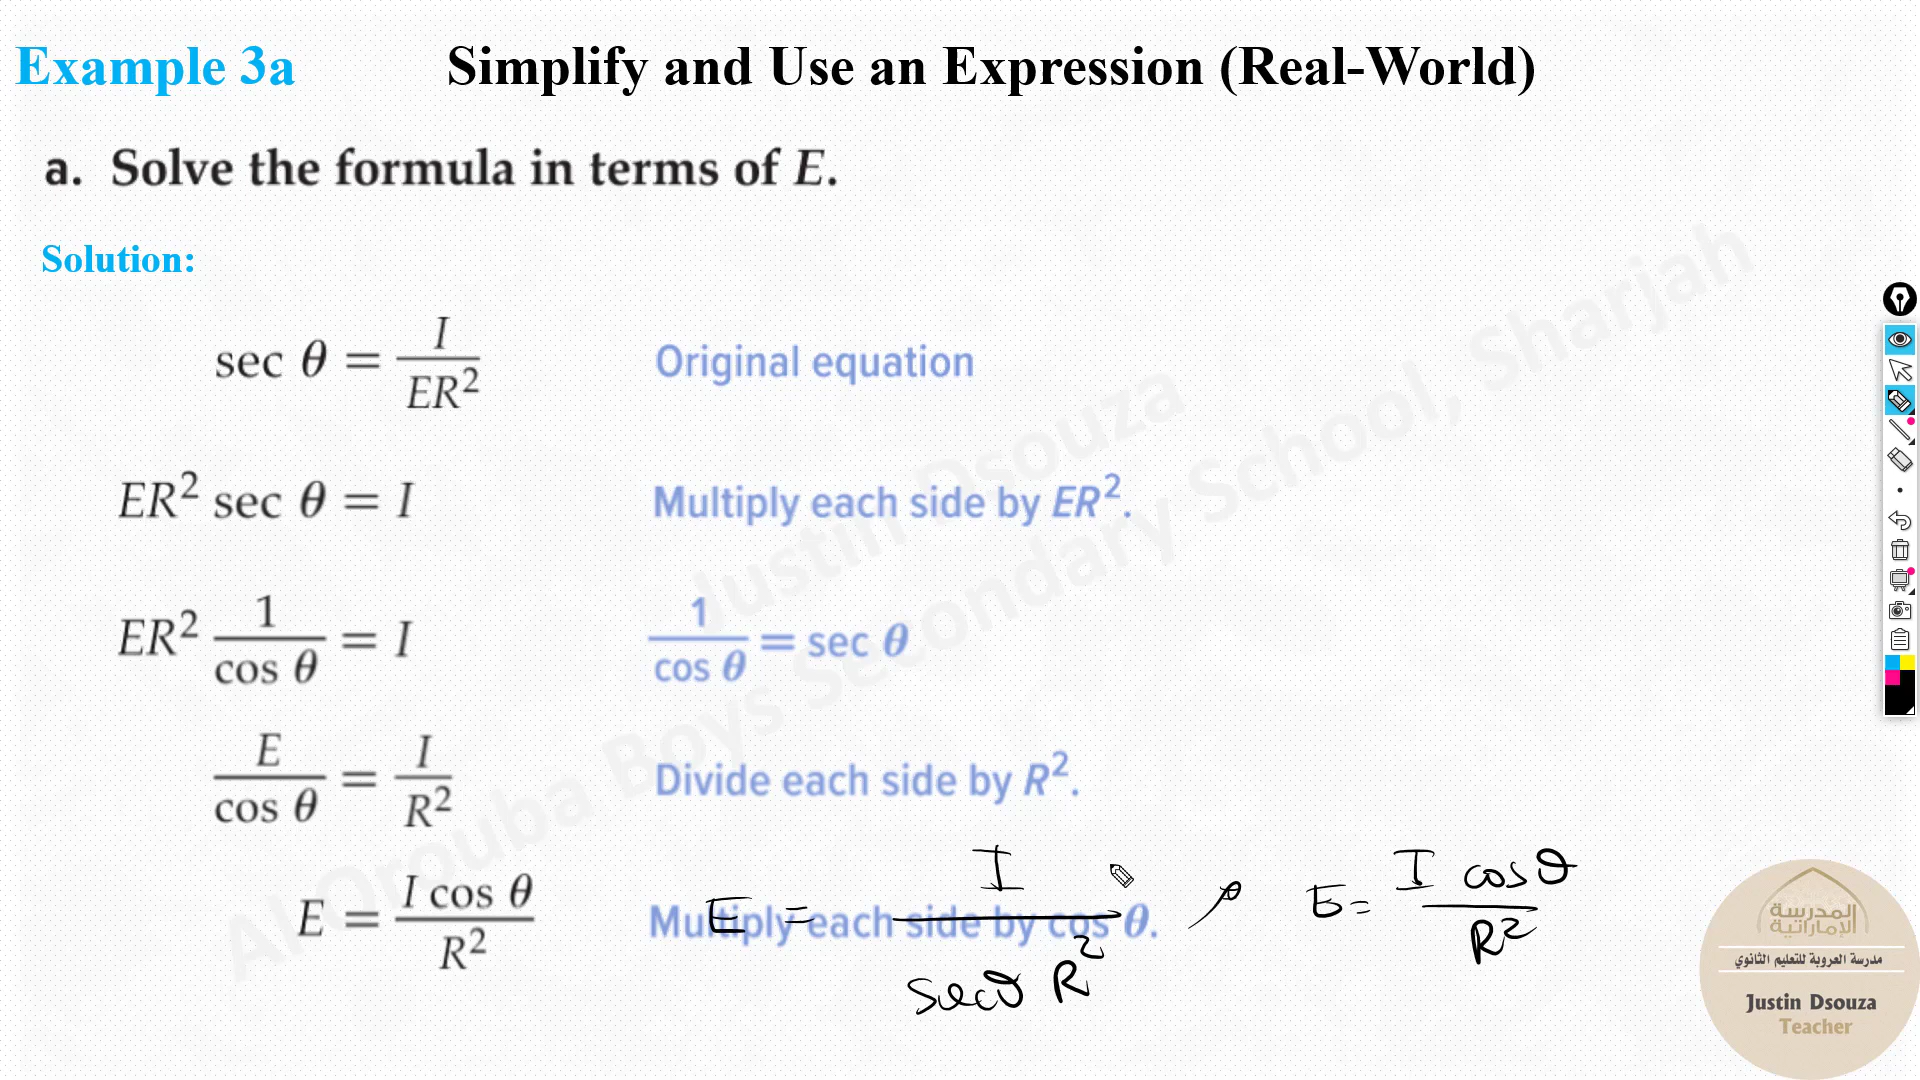 Example 3a Simplify and Use an Expression (Real-World)
a. Solve the formula in terms of E.
Solution:
sec θ = I / ER² Original equation
ER² sec θ = I Multiply each side by ER².
ER² 1 / cos θ = I 1 / cos θ = sec θ
E / cos θ = I / R² Divide each side by R².
E = I cos θ / R² Multiply each side by cos θ.
E = I / secθ R² E = I cosθ / R²
Justin Dsouza
Al Orouba Boys Secondary School, Sharjah
المدرسة
الإماراتية
مدرسة العروبة للتعليم الثانوي
Justin Dsouza
Teacher